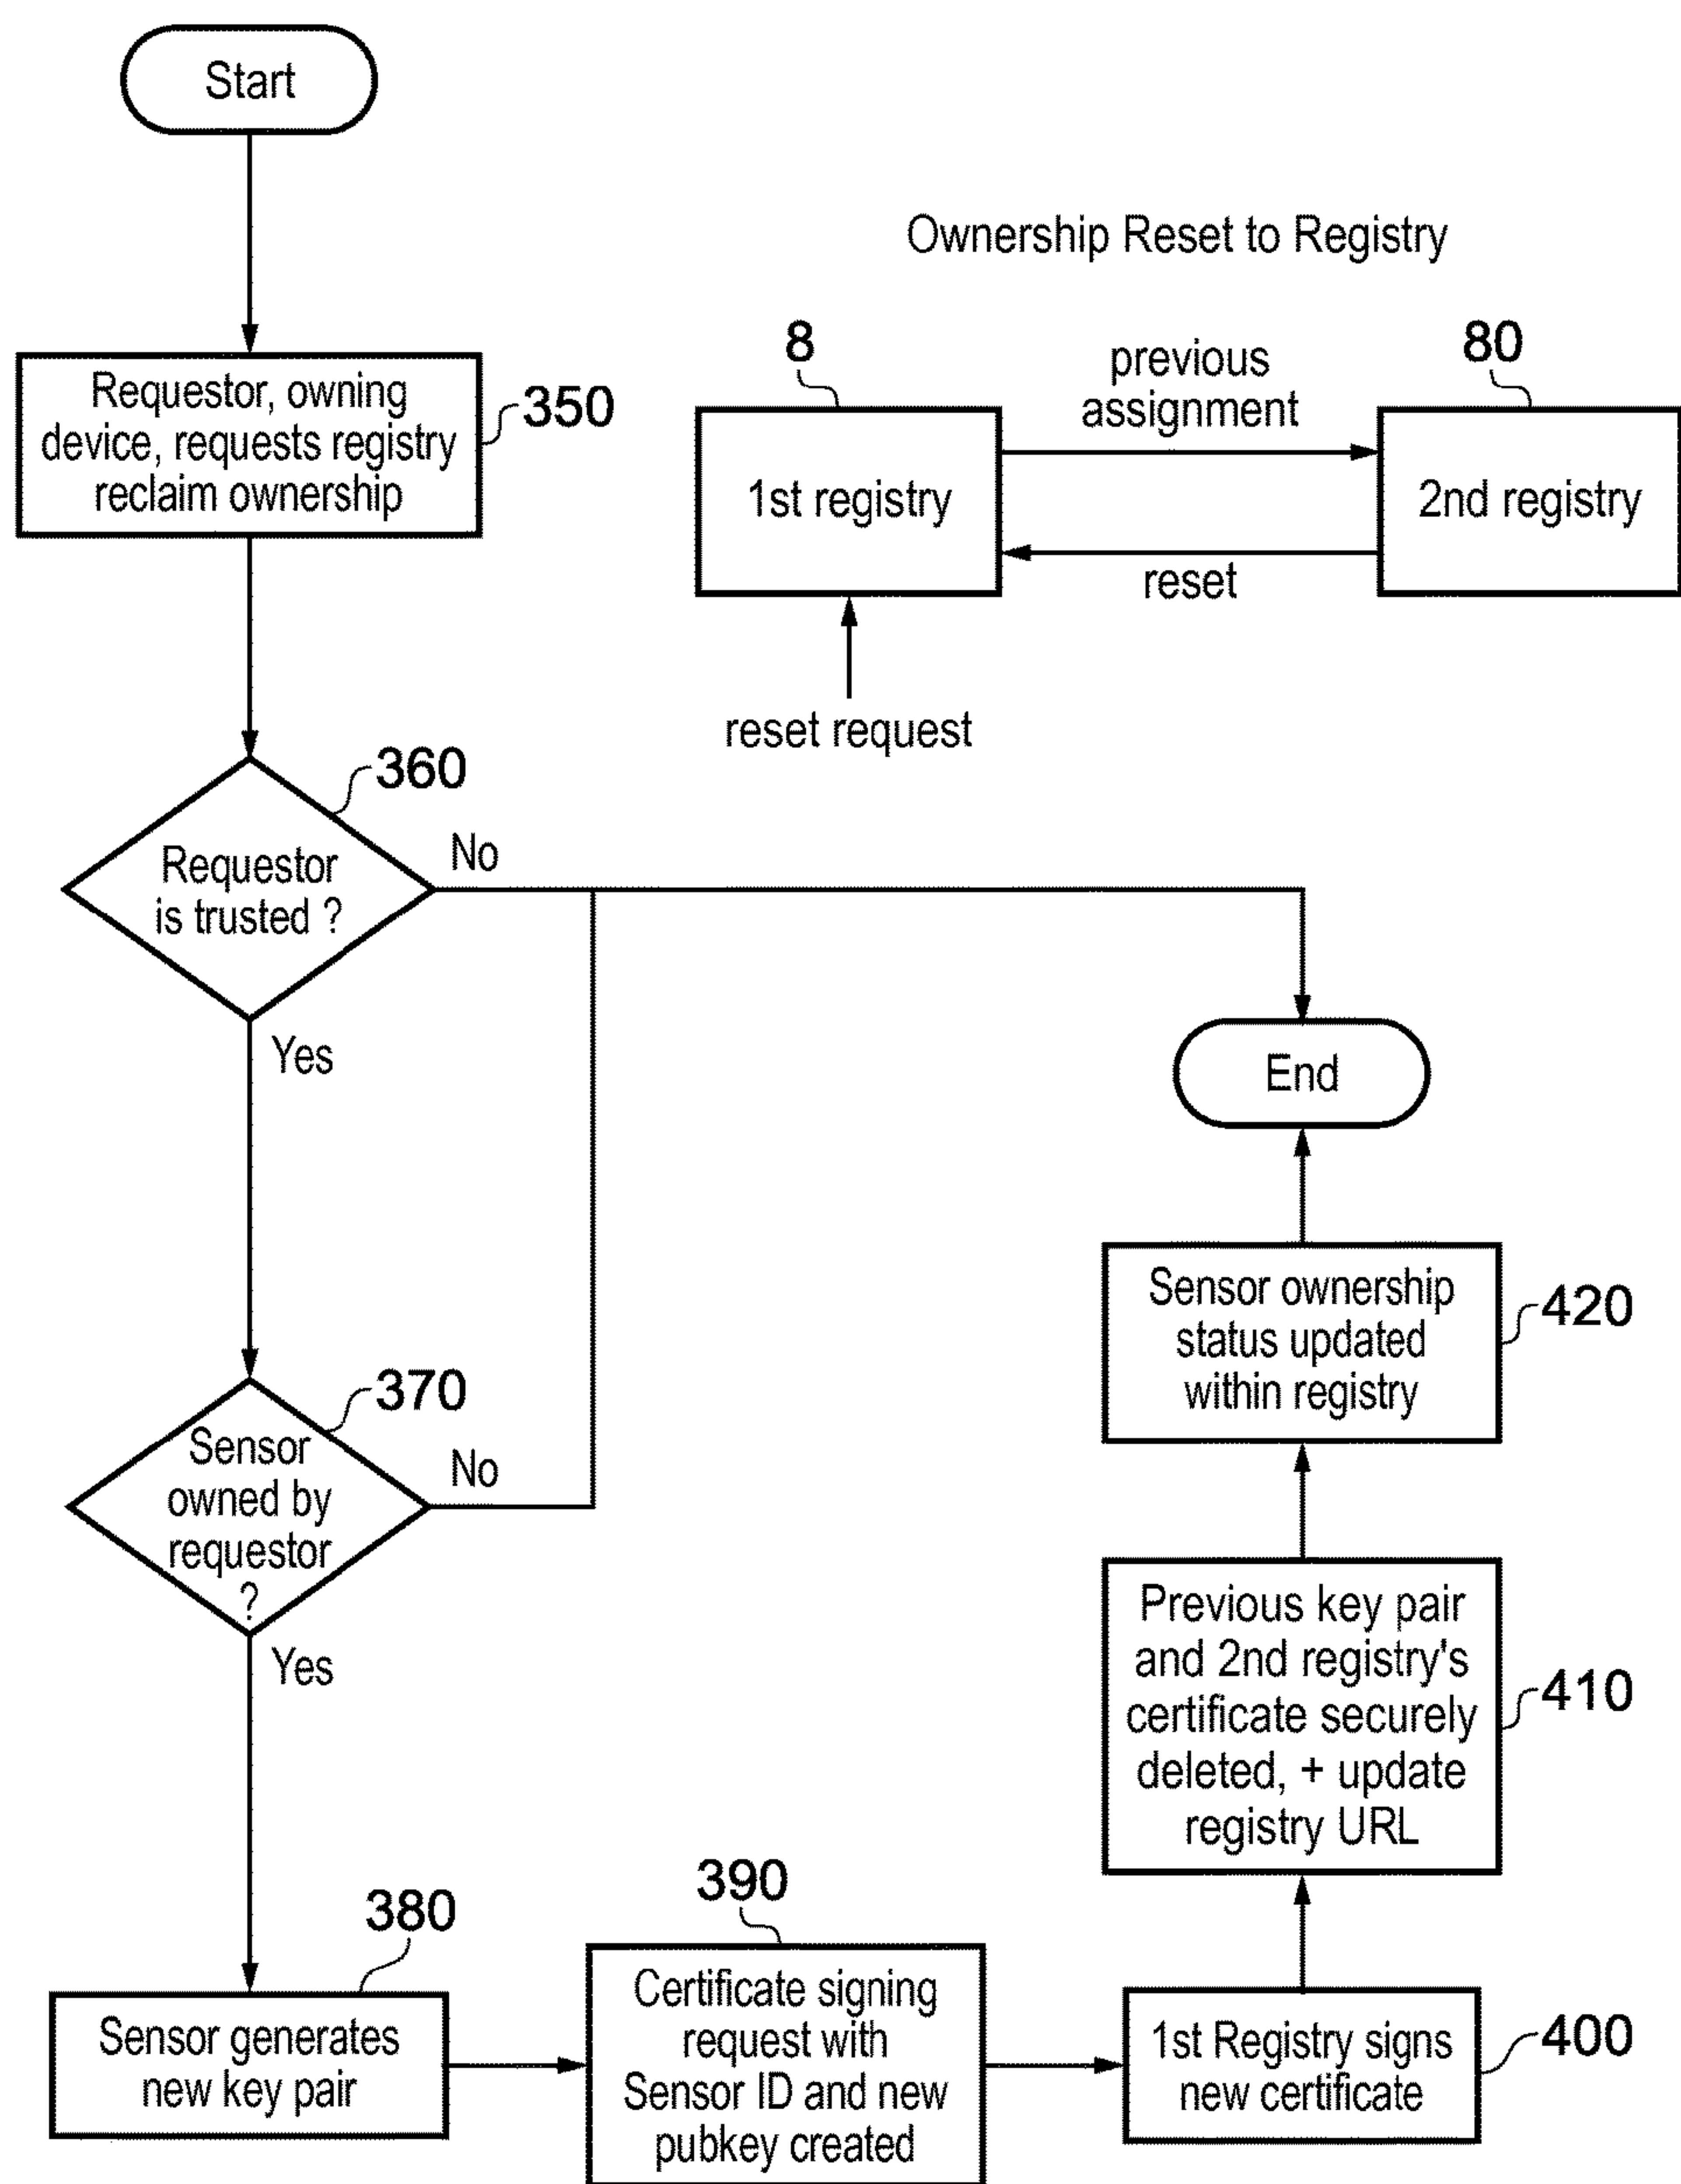 Start
Ownership Reset to Registry
Requestor, owning
device, requests registry
reclaim ownership
350
8
1st registry
previous
assignment
80
2nd registry
reset
reset request
360
Requestor
is trusted ?
No
Yes
End
370
Sensor
owned by
requestor
?
No
Yes
Sensor ownership
status updated
within registry
420
Previous key pair
and 2nd registry's
certificate securely
deleted, + update
registry URL
410
380
Sensor generates
new key pair
390
Certificate signing
request with
Sensor ID and new
pubkey created
1st Registry signs
new certificate
400